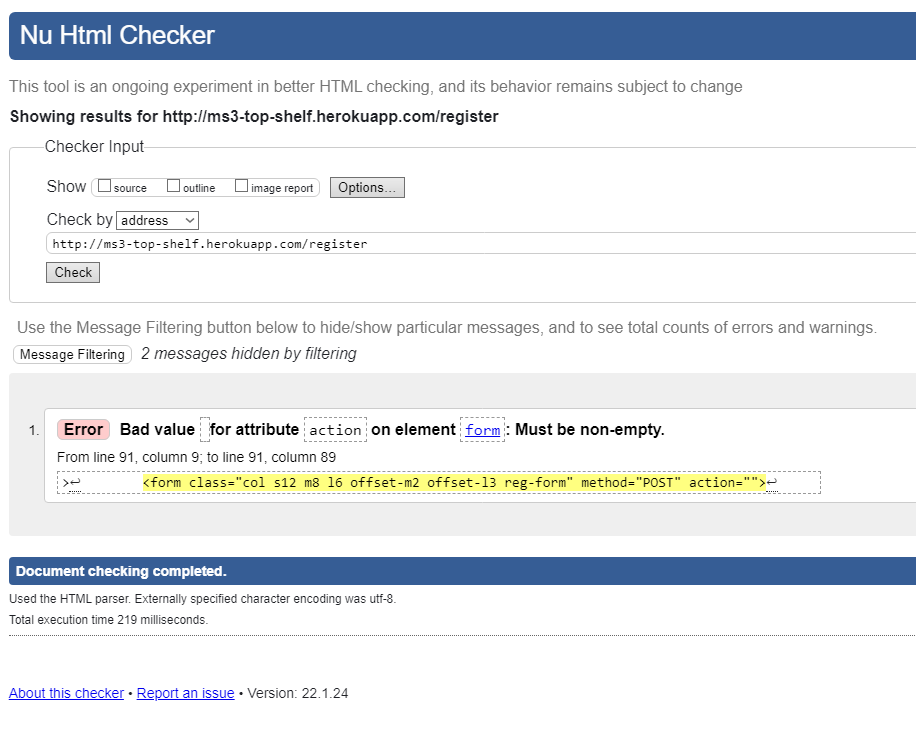 Nu Html Checker
This tool is an ongoing experiment in better HTML checking, and its behavior remains subject to change
Showing results for http://ms3-top-shelf.herokuapp.com/register
Checker Input
Show source outline image report Options...
Check by address
http://ms3-top-shelf.herokuapp.com/register
Check
Use the Message Filtering button below to hide/show particular messages, and to see total counts of errors and warnings.
Message Filtering 2 messages hidden by filtering
1. Error Bad value for attribute action on element form: Must be non-empty.
From line 91, column 9; to line 91, column 89
>↩ <form class="col s12 m8 l6 offset-m2 offset-l3 reg-form" method="POST" action="">↩
Document checking completed.
Used the HTML parser. Externally specified character encoding was utf-8.
Total execution time 219 milliseconds.
About this checker • Report an issue • Version: 22.1.24